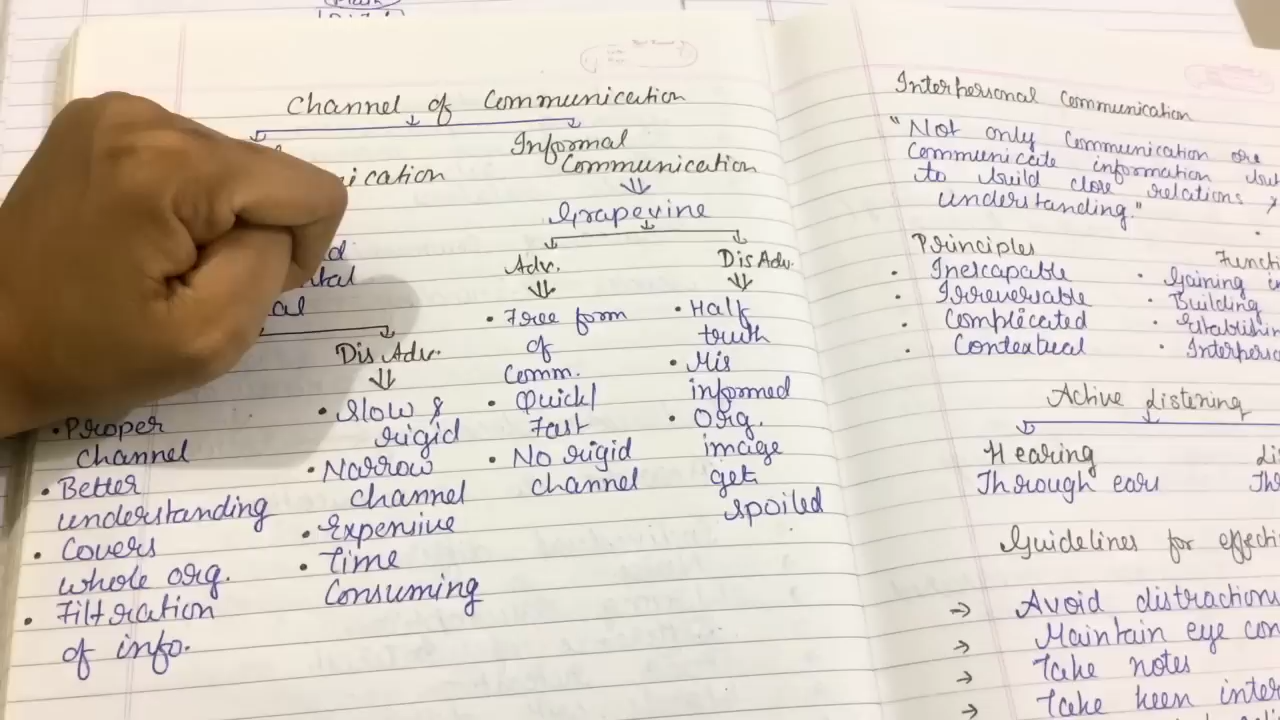 Channel of Communication
Informal
Communication
Grapevine
Adv.
Dis Adv.
Dis Adv.
• Proper
channel
• Better
understanding
• Covers
whole org.
• Filtration
of info.
• Slow &
rigid
• Narrow
channel
• Expensive
• Time
Consuming
• Free form
of
Comm.
• Quick/
Fast
• No rigid
channel
• Half
truth
• Mis
informed
• Org.
image
get
spoiled
Interpersonal Communication
"Not only Communication are
Communicate information but
to build close relations
understanding."
Principles
• Inescapable
• Irreversable
• Complicated
• Contextual
• Gaining
• Building
Active Listening
Hearing
Through ears
Guidelines for
→ Avoid distractions
→ Maintain eye
→ Take notes
→ Take keen